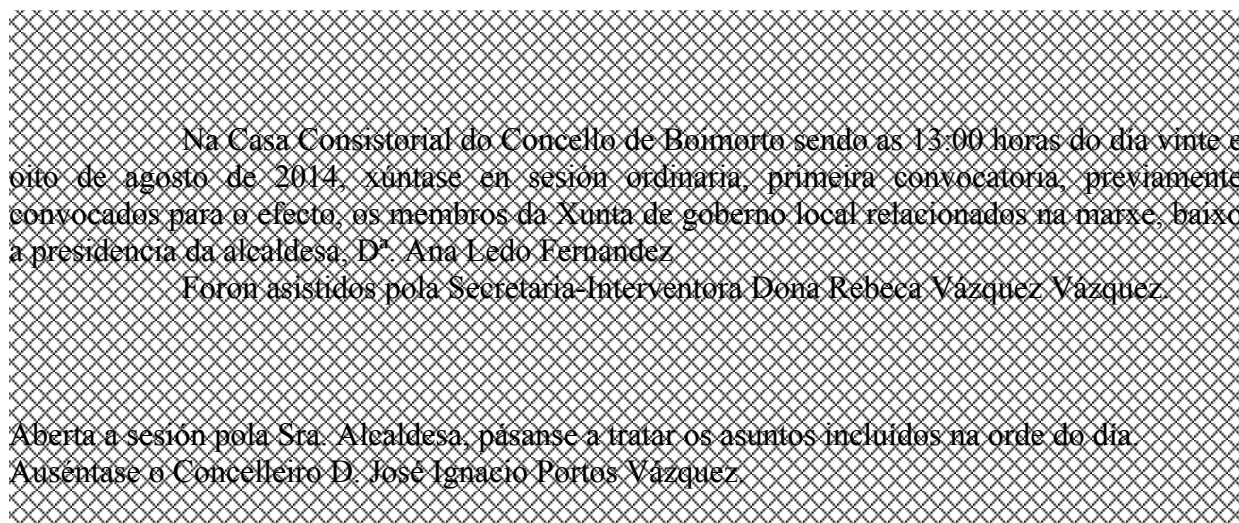 Na Casa Consistorial do Concello de Boimorto sendo as 13:00 horas do día vinte e
oito de agosto de 2014, xúntase en sesión ordinaria, primeira convocatoria, previamente
convocados para o efecto, os membros da Xunta de goberno local relacionados na marxe, baixo
a presidencia da alcaldesa, Dª. Ana Ledo Fernandez
Foron asistidos pola Secretaria-Interventora Dona Rebeca Vázquez Vázquez.
Aberta a sesión pola Sra. Alcaldesa, pásanse a tratar os asuntos incluídos na orde do día.
Auséntase o Concelleiro D. José Ignacio Portos Vázquez